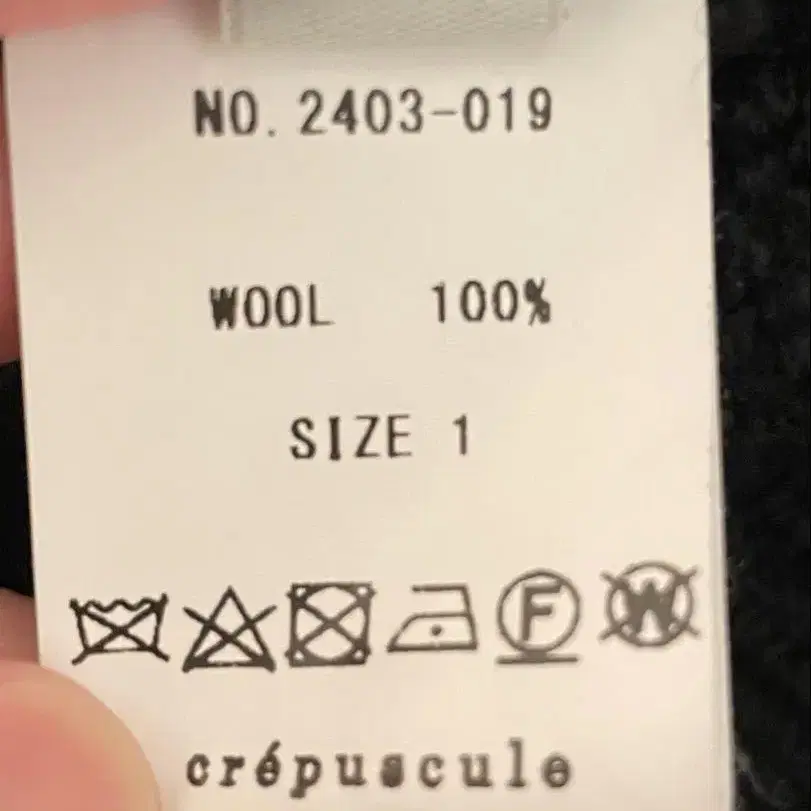 NO. 2403-019
WOOL 100%
SIZE 1
F W
crépuscule